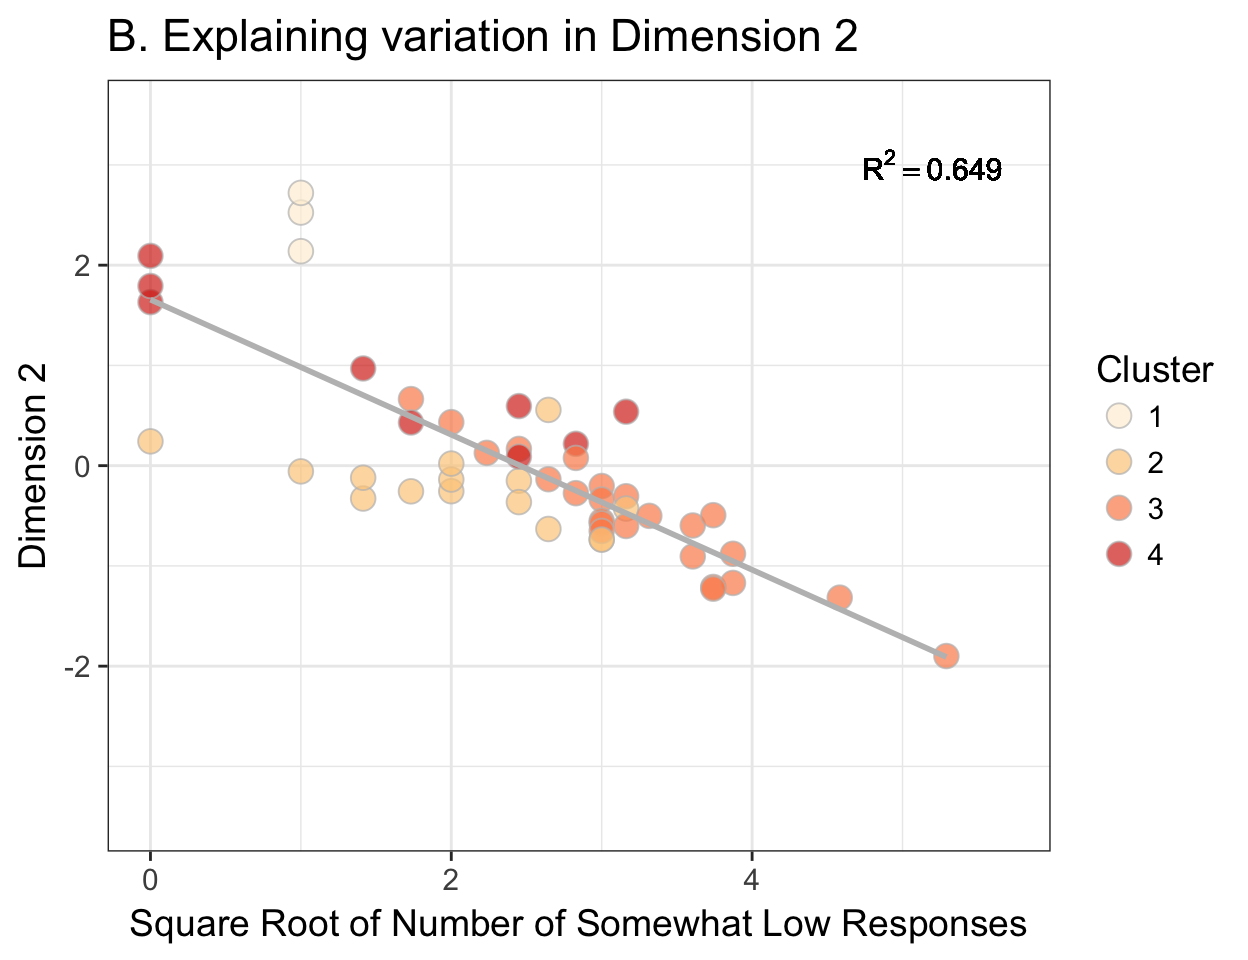 B. Explaining variation in Dimension 2
R² = 0.649
2
0
-2
Dimension 2
0 2 4
Square Root of Number of Somewhat Low Responses
Cluster
1
2
3
4